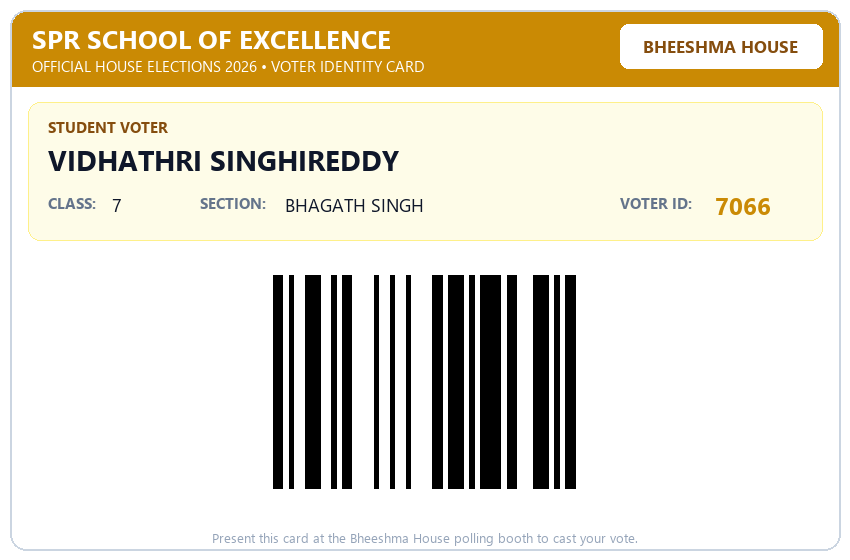 SPR SCHOOL OF EXCELLENCE
OFFICIAL HOUSE ELECTIONS 2026 • VOTER IDENTITY CARD
BHEESHMA HOUSE
STUDENT VOTER
VIDHATHRI SINGHIREDDY
CLASS: 7 SECTION: BHAGATH SINGH VOTER ID: 7066
Present this card at the Bheeshma House polling booth to cast your vote.